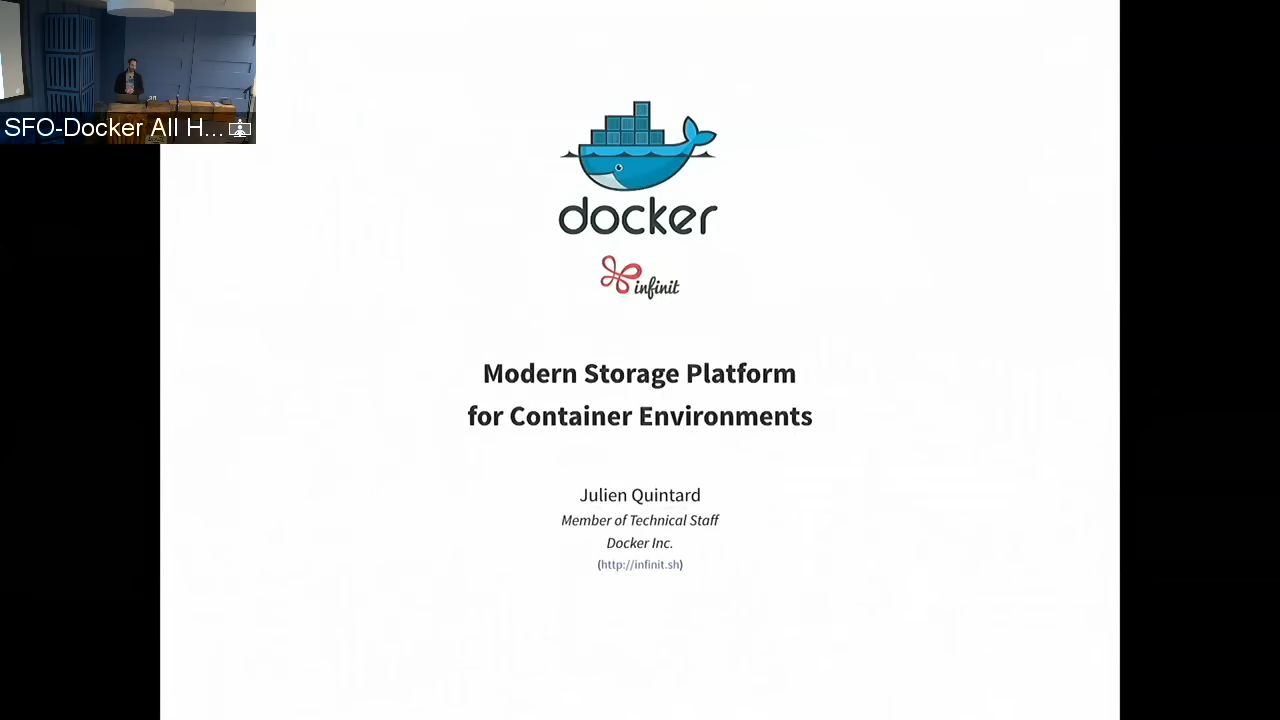 SFO-Docker All H...
docker
infinit
Modern Storage Platform
for Container Environments
Julien Quintard
Member of Technical Staff
Docker Inc.
(http://infinit.sh)